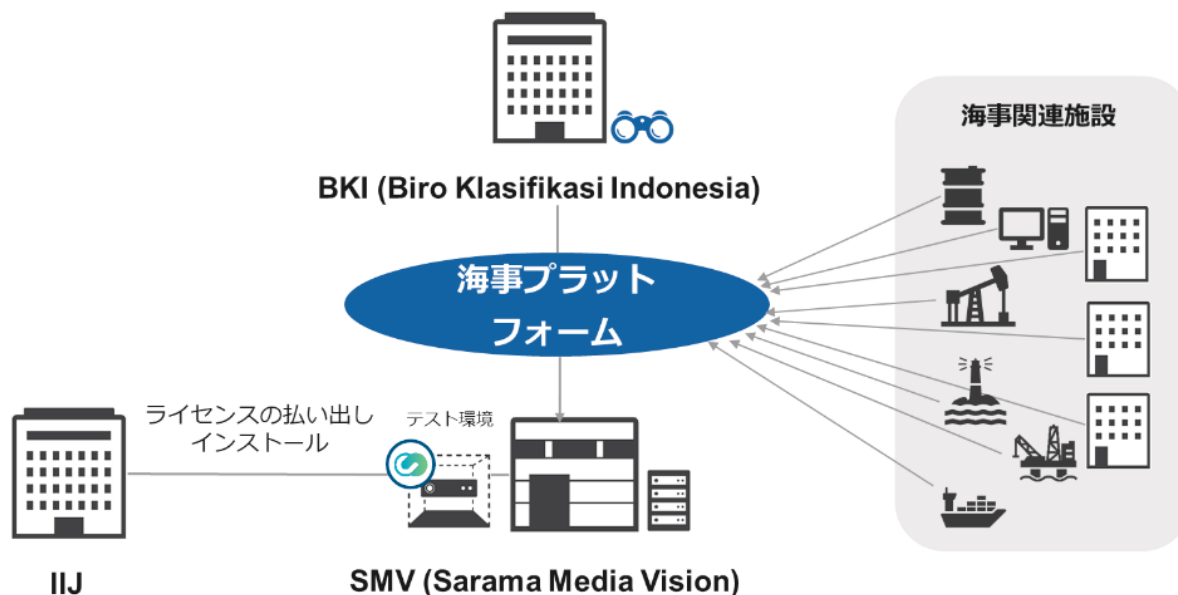 BKI (Biro Klasifikasi Indonesia)
海事関連施設
海事プラット
フォーム
ライセンスの払い出し
インストール
テスト環境
IIJ
SMV (Sarama Media Vision)